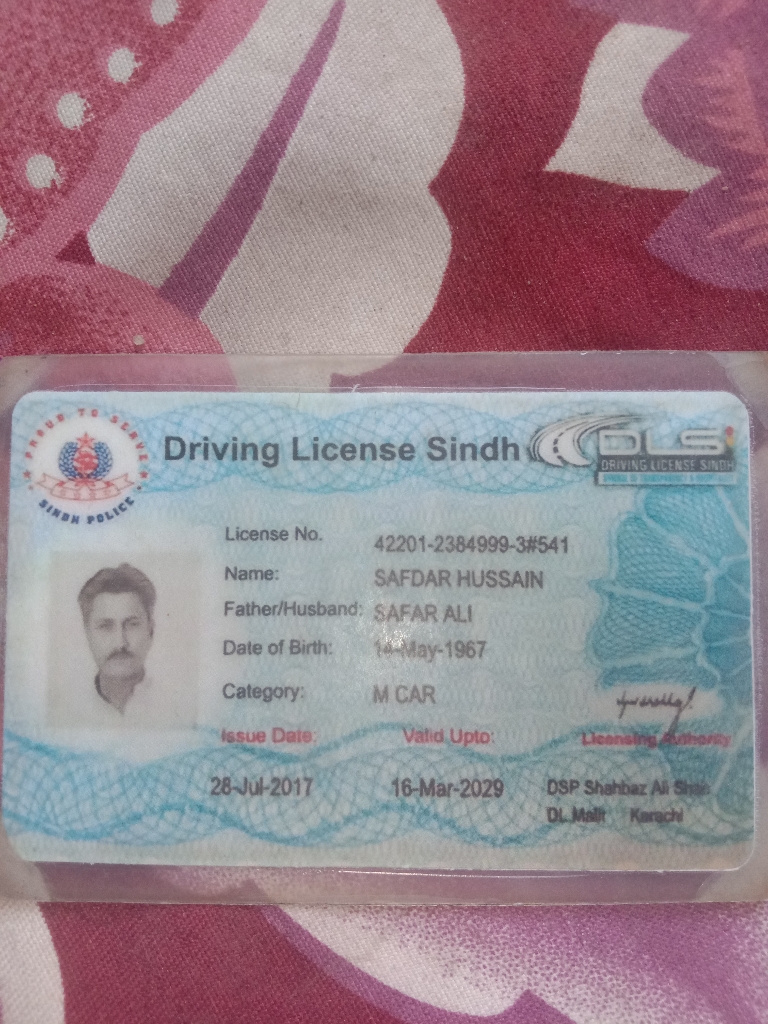 PROUD TO SERVE
SINDH POLICE
Driving License Sindh
DLS
DRIVING LICENSE SINDH
License No. 42201-2384999-3#541
Name: SAFDAR HUSSAIN
Father/Husband: SAFAR ALI
Date of Birth: 14-May-1967
Category: M CAR
Issue Date: Valid Upto: Licensing Authority
28-Jul-2017 16-Mar-2029 DSP Shahbaz Ali Shah
DL Malir Karachi